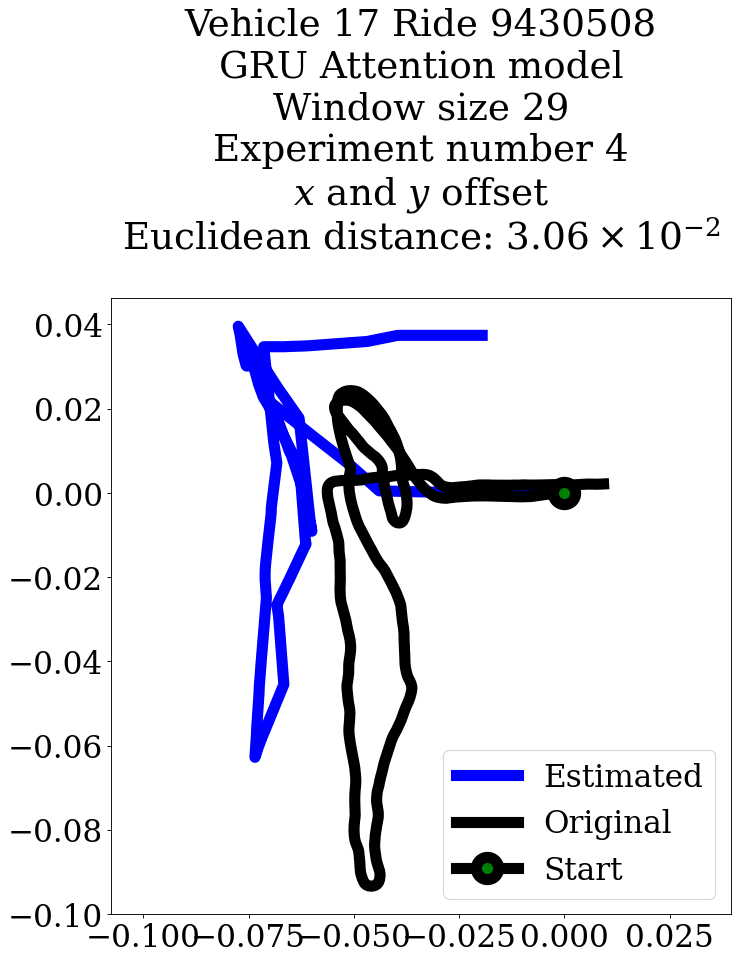 Vehicle 17 Ride 9430508
GRU Attention model
Window size 29
Experiment number 4
x and y offset
Euclidean distance: 3.06 × 10⁻²
0.04
0.02
0.00
−0.02
−0.04
−0.06
−0.08
−0.10
Estimated
Original
Start
−0.100 −0.075 −0.050 −0.025 0.000 0.025